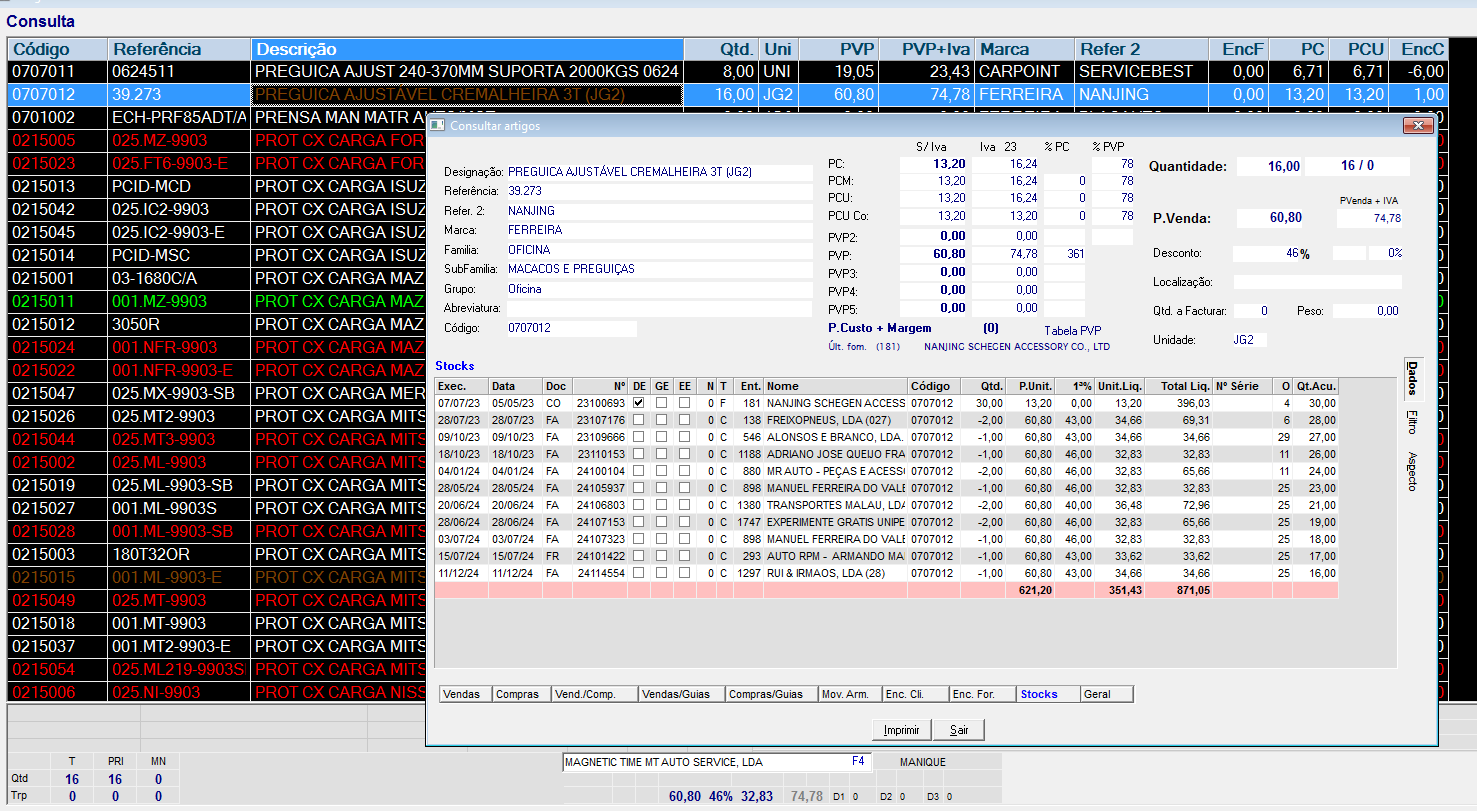 Consulta
Código Referência Descrição Qtd. Uni PVP PVP+Iva Marca Refer 2 EncF PC PCU EncC
0707011 0624511 PREGUICA AJUST 240-370MM SUPORTA 2000KGS 0624 8,00 UNI 19,05 23,43 CARPOINT SERVICEBEST 0,00 6,71 6,71 -6,00
0707012 39.273 PREGUICA AJUSTÁVEL CREMALHEIRA 3T (JG2) 16,00 JG2 60,80 74,78 FERREIRA NANJING 0,00 13,20 13,20 1,00
0701002 ECH-PRF85ADT/A PRENSA MAN MATR
0215005 025.MZ-9903 PROT CX CARGA FOR
0215023 025.FT6-9903-E PROT CX CARGA FOR
0215013 PCID-MCD PROT CX CARGA ISUZ
0215042 025.IC2-9903 PROT CX CARGA ISUZ
0215045 025.IC2-9903-E PROT CX CARGA ISUZ
0215014 PCID-MSC PROT CX CARGA ISUZ
0215001 03-1680C/A PROT CX CARGA MAZ
0215011 001.MZ-9903 PROT CX CARGA MAZ
0215012 3050R PROT CX CARGA MAZ
0215024 001.NFR-9903 PROT CX CARGA MAZ
0215022 001.NFR-9903-E PROT CX CARGA MAZ
0215047 025.MX-9903-SB PROT CX CARGA MER
0215026 025.MT2-9903 PROT CX CARGA MITS
0215044 025.MT3-9903 PROT CX CARGA MITS
0215002 025.ML-9903 PROT CX CARGA MITS
0215019 025.ML-9903-SB PROT CX CARGA MITS
0215027 001.ML-9903S PROT CX CARGA MITS
0215028 001.ML-9903-SB PROT CX CARGA MITS
0215003 180T32OR PROT CX CARGA MITS
0215015 001.ML-9903-E PROT CX CARGA MITS
0215049 025.MT-9903 PROT CX CARGA MITS
0215018 001.MT-9903 PROT CX CARGA MITS
0215037 001.MT2-9903-E PROT CX CARGA MITS
0215054 025.ML219-9903S PROT CX CARGA MITS
0215006 025.NI-9903 PROT CX CARGA NISS
Consultar artigos
Designação: PREGUICA AJUSTÁVEL CREMALHEIRA 3T (JG2)
Referência: 39.273
Refer. 2: NANJING
Marca: FERREIRA
Familia: OFICINA
SubFamilia: MACACOS E PREGUIÇAS
Grupo: Oficina
Abreviatura:
Código: 0707012
S/ Iva Iva 23 % PC % PVP
PC: 13,20 16,24 78
PCM: 13,20 16,24 0 78
PCU: 13,20 16,24 0 78
PCU Co: 13,20 13,20 0 78
PVP2: 0,00 0,00
PVP: 60,80 74,78 361
PVP3: 0,00 0,00
PVP4: 0,00 0,00
PVP5: 0,00 0,00
P.Custo + Margem (0) Tabela PVP
Últ. forn. (181) NANJING SCHEGEN ACCESSORY CO., LTD
Quantidade: 16,00 16 / 0
PVenda + IVA
P.Venda: 60,80 74,78
Desconto: 46 % 0%
Localização:
Qtd. a Facturar: 0 Peso: 0,00
Unidade: JG2
Stocks
Exec. Data Doc Nº DE GE EE N T Ent. Nome Código Qtd. P.Unit. 1ª% Unit.Liq. Total Liq. Nº Série O Qt.Acu.
07/07/23 05/05/23 CO 23100693 0 F 181 NANJING SCHEGEN ACCESS 0707012 30,00 13,20 0,00 13,20 396,03 4 30,00
28/07/23 28/07/23 FA 23107176 0 C 138 FREIXOPNEUS, LDA (027) 0707012 -2,00 60,80 43,00 34,66 69,31 6 28,00
09/10/23 09/10/23 FA 23109666 0 C 546 ALONSOS E BRANCO, LDA. 0707012 -1,00 60,80 43,00 34,66 34,66 29 27,00
18/10/23 18/10/23 FA 23110153 0 C 1188 ADRIANO JOSE QUEIJO FRA 0707012 -1,00 60,80 46,00 32,83 32,83 11 26,00
04/01/24 04/01/24 FA 24100104 0 C 880 MR AUTO - PEÇAS E ACESS 0707012 -2,00 60,80 46,00 32,83 65,66 11 24,00
28/05/24 28/05/24 FA 24105937 0 C 898 MANUEL FERREIRA DO VALE 0707012 -1,00 60,80 46,00 32,83 32,83 25 23,00
20/06/24 20/06/24 FA 24106803 0 C 1380 TRANSPORTES MALAU, LDA 0707012 -2,00 60,80 40,00 36,48 72,96 25 21,00
28/06/24 28/06/24 FA 24107153 0 C 1747 EXPERIMENTE GRATIS UNIPE 0707012 -2,00 60,80 46,00 32,83 65,66 25 19,00
03/07/24 03/07/24 FA 24107323 0 C 898 MANUEL FERREIRA DO VALE 0707012 -1,00 60,80 46,00 32,83 32,83 25 18,00
15/07/24 15/07/24 FR 24101422 0 C 293 AUTO RPM - ARMANDO MA 0707012 -1,00 60,80 43,00 33,62 33,62 25 17,00
11/12/24 11/12/24 FA 24114554 0 C 1297 RUI & IRMAOS, LDA (28) 0707012 -1,00 60,80 43,00 34,66 34,66 25 16,00
621,20 351,43 871,05
Dados
Filtro
Aspecto
Vendas Compras Vend./Comp. Vendas/Guias Compras/Guias Mov. Arm. Enc. Cli. Enc. For. Stocks Geral
Imprimir Sair
T PRI MN
Qtd 16 16 0
Trp 0 0 0
MAGNETIC TIME MT AUTO SERVICE, LDA F4 MANIQUE
60,80 46% 32,83 74,78 D1 0 D2 0 D3 0